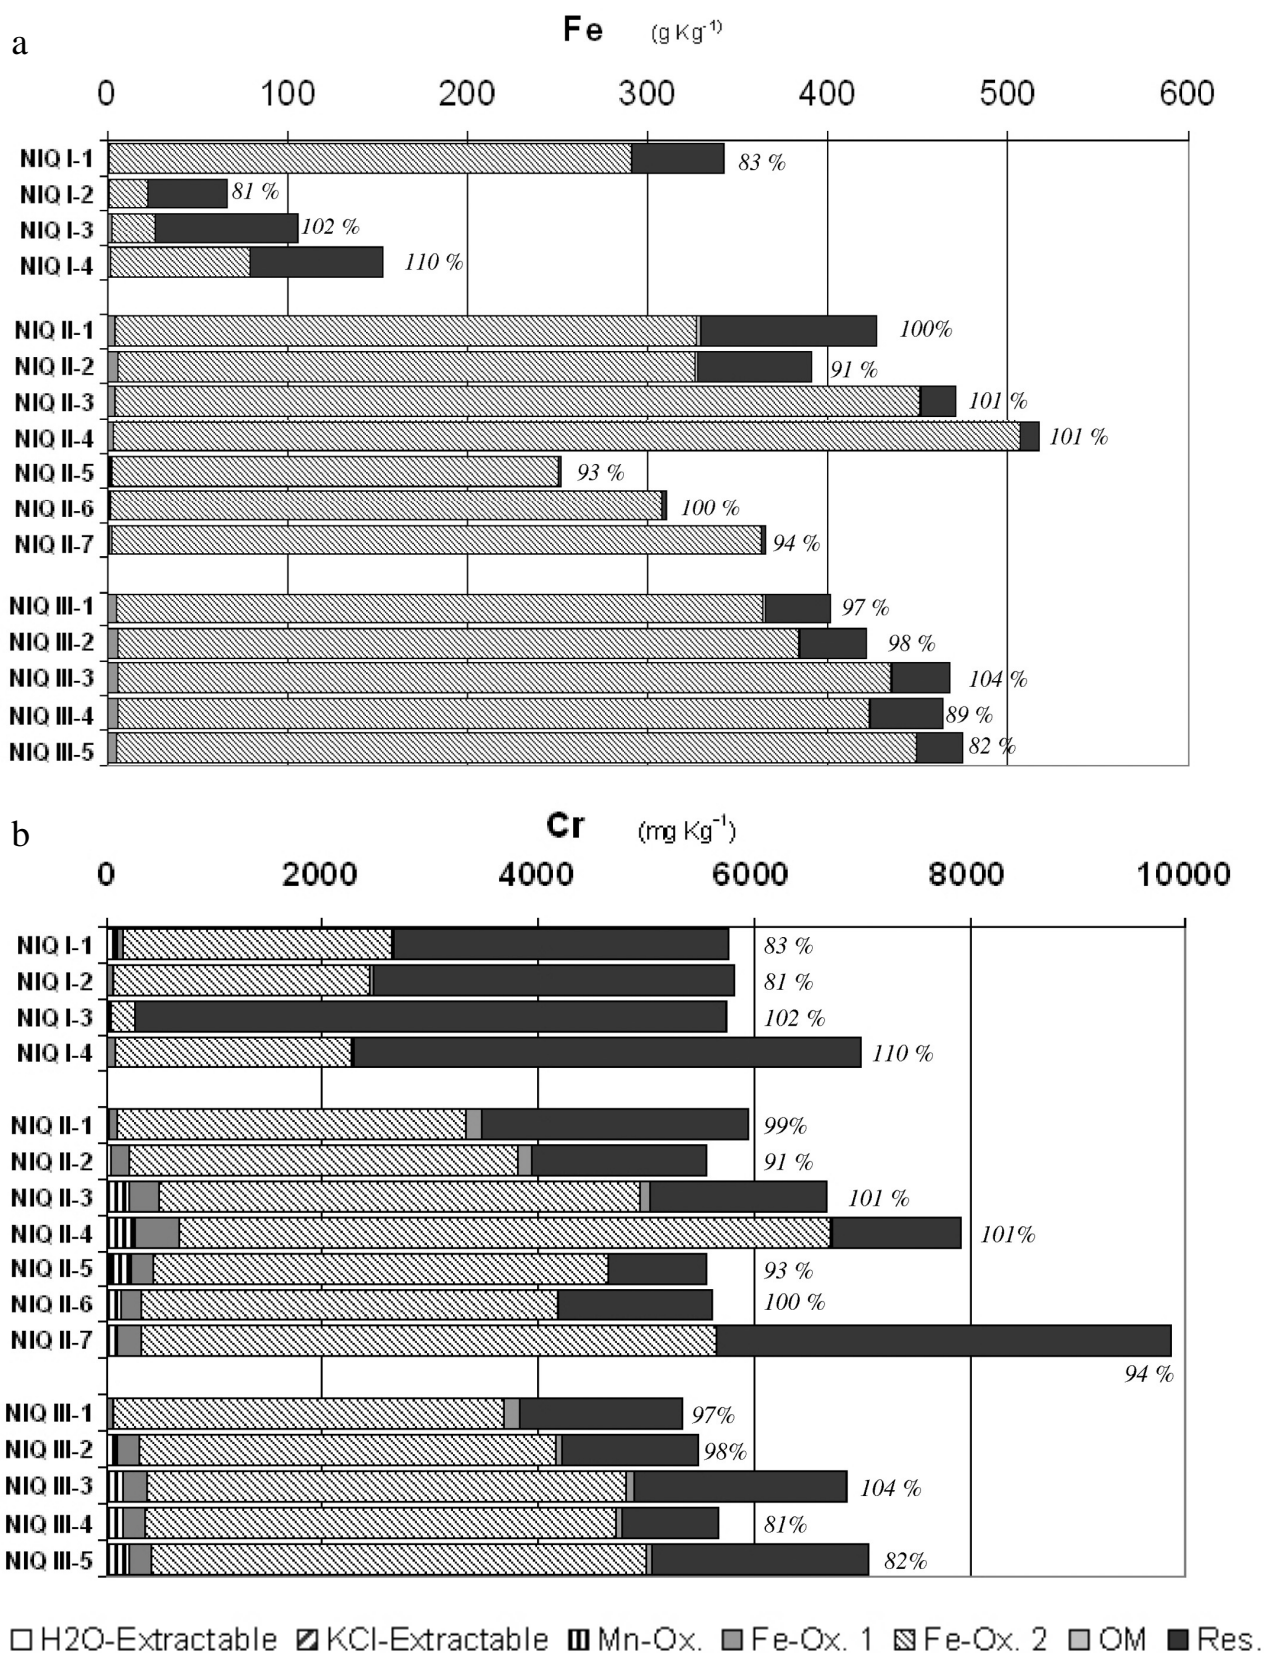 a
Fe (g Kg-1)
0 100 200 300 400 500 600
NIQ I-1 83 %
NIQ I-2 81 %
NIQ I-3 102 %
NIQ I-4 110 %
NIQ II-1 100%
NIQ II-2 91 %
NIQ II-3 101 %
NIQ II-4 101 %
NIQ II-5 93 %
NIQ II-6 100 %
NIQ II-7 94 %
NIQ III-1 97 %
NIQ III-2 98 %
NIQ III-3 104 %
NIQ III-4 89 %
NIQ III-5 82 %
b
Cr (mg Kg-1)
0 2000 4000 6000 8000 10000
NIQ I-1 83 %
NIQ I-2 81 %
NIQ I-3 102 %
NIQ I-4 110 %
NIQ II-1 99%
NIQ II-2 91 %
NIQ II-3 101 %
NIQ II-4 101%
NIQ II-5 93 %
NIQ II-6 100 %
NIQ II-7
94 %
NIQ III-1 97%
NIQ III-2 98%
NIQ III-3 104 %
NIQ III-4 81%
NIQ III-5 82%
H2O-Extractable KCl-Extractable Mn-Ox. Fe-Ox. 1 Fe-Ox. 2 OM Res.